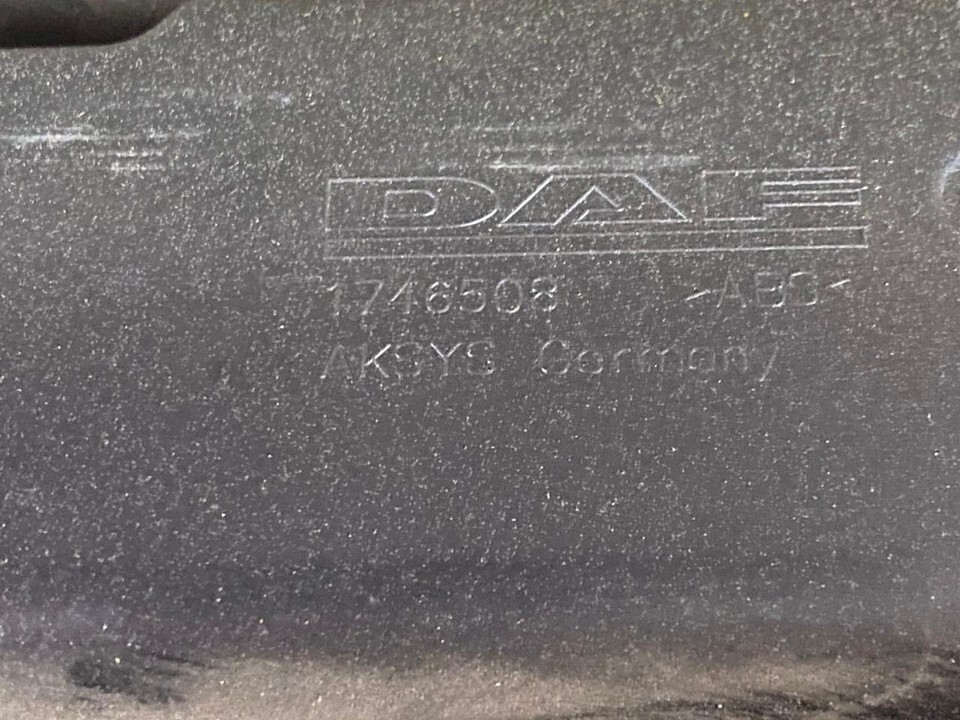 DAF
1746508 >ABS<
AKSYS Germany